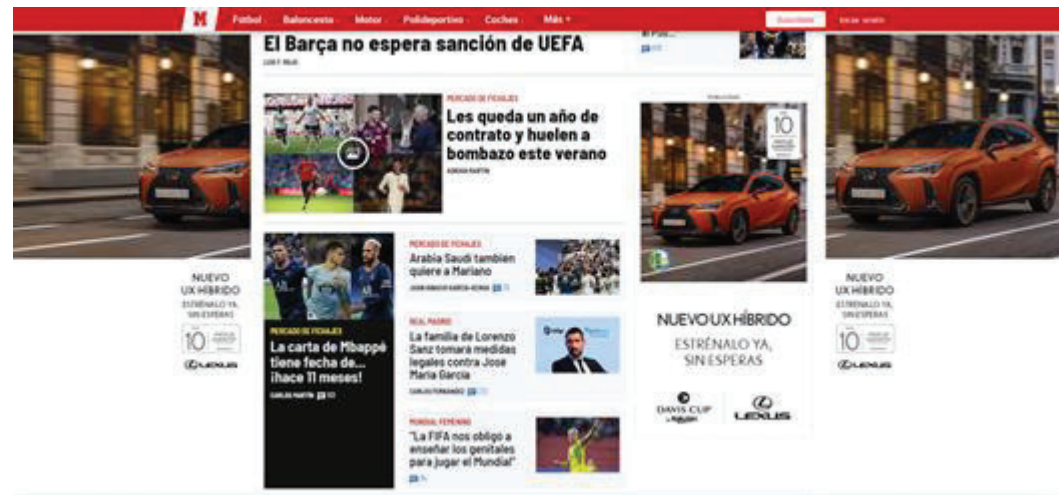 M Fútbol Baloncesto Motor Polideportivo Coches Más
El Barça no espera sanción de UEFA
MERCADO DE FICHAJES
Les queda un año de
contrato y huelen a
bombazo este verano
ADRIÁN MARTÍN
MERCADO DE FICHAJES
La carta de Mbappé
tiene fecha de...
¡hace 11 meses!
CARLOS MARTÍN
MERCADO DE FICHAJES
Arabia Saudí también
quiere a Mariano
REAL MADRID
La familia de Lorenzo
Sanz tomará medidas
legales contra José
María García
MUNDIAL FEMENINO
"La FIFA nos obligó a
enseñar los genitales
para jugar el Mundial"
10
NUEVO UX HÍBRIDO
ESTRÉNALO YA,
SIN ESPERAS
DAVIS CUP
LEXUS
NUEVO
UX HÍBRIDO
ESTRÉNALO YA,
SIN ESPERAS
10
LEXUS
NUEVO
UX HÍBRIDO
ESTRÉNALO YA,
SIN ESPERAS
10
LEXUS